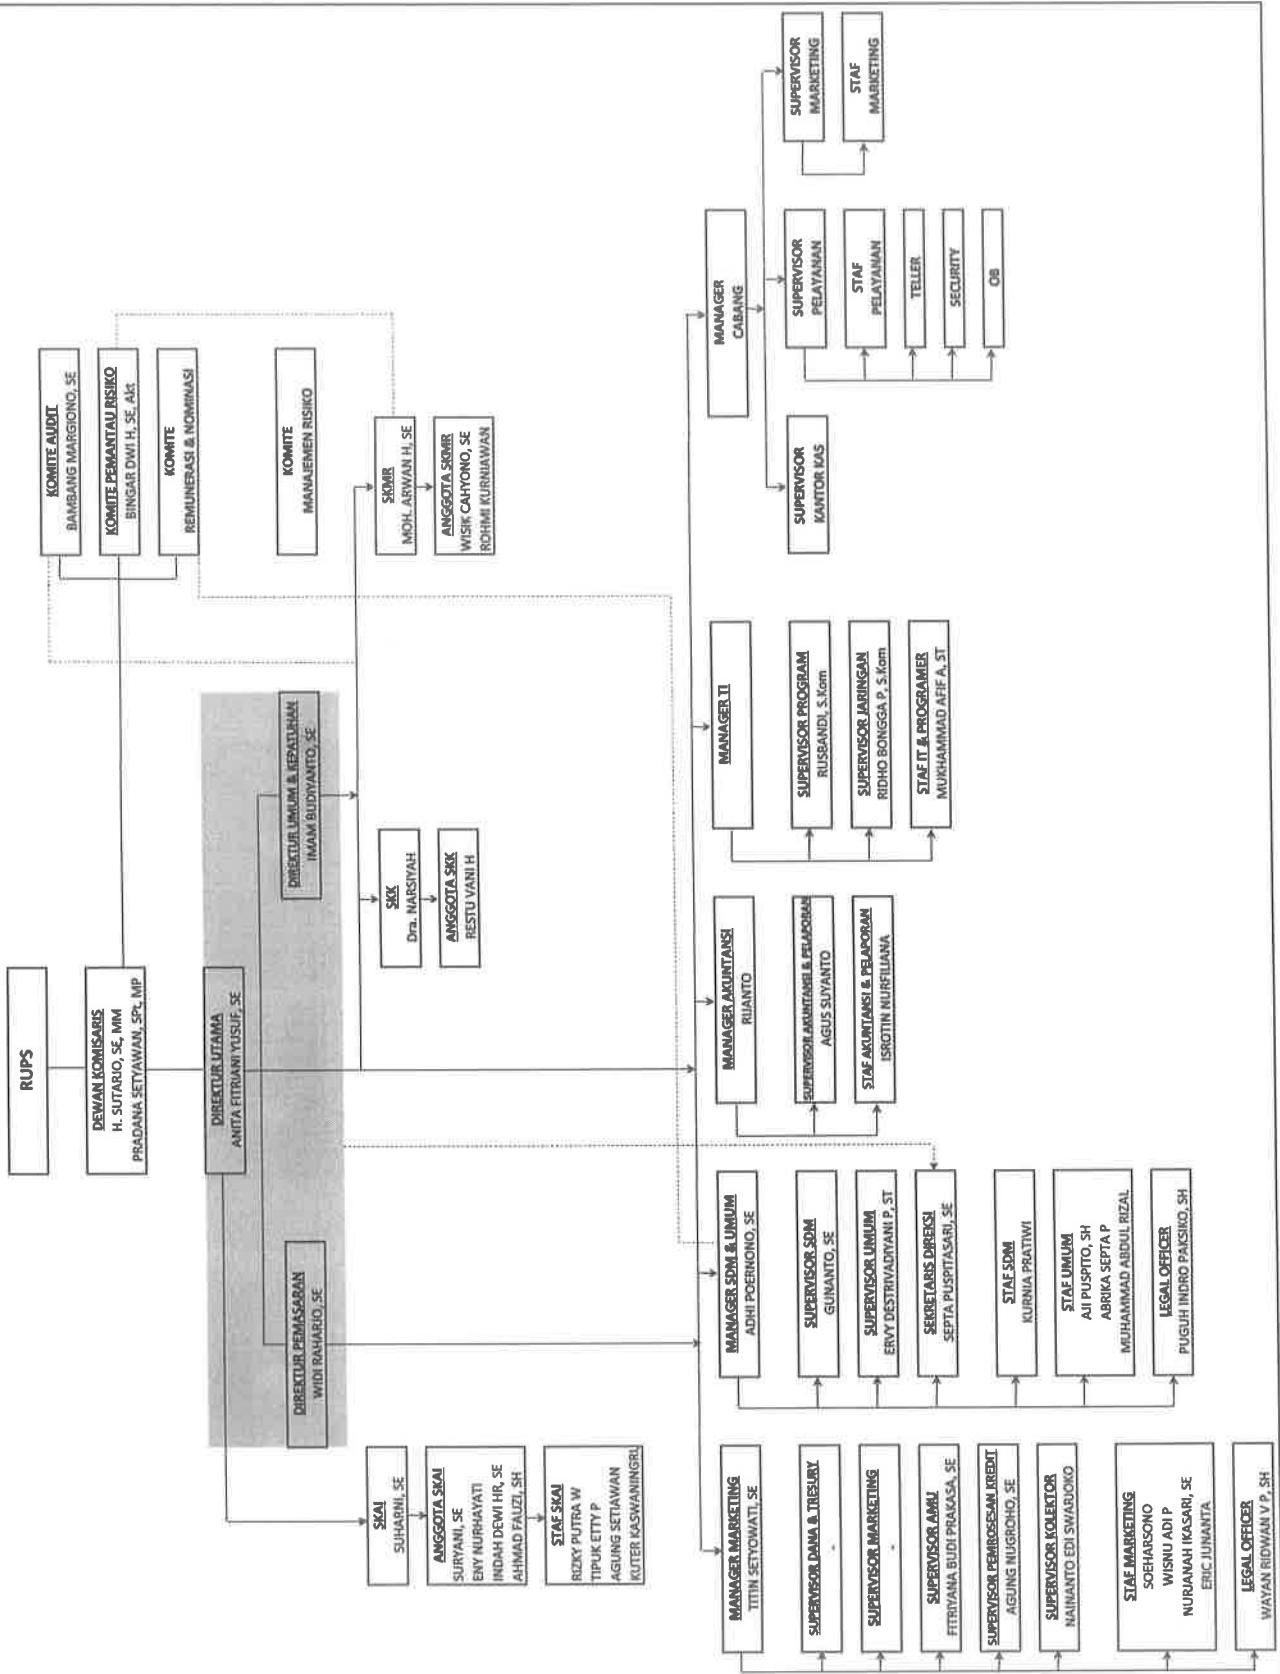 RUPS
DEWAN KOMISARIS
H. SUTARJO, SE, MM
PRADANA SETYAWAN, SPt, MP
KOMITE AUDIT
BAMBANG MARGIONO, SE
KOMITE PEMANTAU RISIKO
BINGAR DWI H, SE, Akt
KOMITE
REMUNERASI & NOMINASI
DIREKTUR UTAMA
ANITA FITRIANI YUSUF, SE
DIREKTUR PEMASARAN
WIDI RAHARJO, SE
DIREKTUR UMUM & KEPATUHAN
IMAM BUDIYANTO, SE
KOMITE
MANAJEMEN RISIKO
SKAI
SUHARNI, SE
ANGGOTA SKAI
SURYANI, SE
ENY NURHAYATI
INDAH DEWI HR, SE
AHMAD FAUZI, SH
STAF SKAI
RIZKY PUTRA W
TIPUK ETTY P
AGUNG SETIAWAN
KUTER KASWANINGRU
SKK
Dra. NARSIYAH
ANGGOTA SKK
RESTU VANI H
SKMR
MOH. ARWAN H, SE
ANGGOTA SKMR
WISIK CAHYONO, SE
ROHMI KURNIAWAN
MANAGER MARKETING
TITIN SETYOWATI, SE
SUPERVISOR DANA & TRESURY
-
SUPERVISOR MARKETING
-
SUPERVISOR AMU
FITRIYANA BUDI PRAKASA, SE
SUPERVISOR PEMROSESAN KREDIT
AGUNG NUGROHO, SE
SUPERVISOR KOLEKTOR
NAINANTO EDI SWARJOKO
STAF MARKETING
SOEHARSONO
WISNU ADI P
NURJANAH IKASARI, SE
ERIC JUNANTA
LEGAL OFFICER
WAYAN RIDWAN V P, SH
MANAGER SDM & UMUM
ADHI POERNONO, SE
SUPERVISOR SDM
GUNANTO, SE
SUPERVISOR UMUM
ERVY DESTRIVADIYANI P, ST
SEKRETARIS DIREKSI
SEPTA PUSPITASARI, SE
STAF SDM
KURNIA PRATIWI
STAF UMUM
AJI PUSPITO, SH
ABRIKA SEPTA P
MUHAMMAD ABDUL RIZAL
LEGAL OFFICER
PUGUH INDRO PAKSIKO, SH
MANAGER AKUNTANSI
RIJANTO
SUPERVISOR AKUNTANSI & PELAPORAN
AGUS SUYANTO
STAF AKUNTANSI & PELAPORAN
ISROTIN NURFILIANA
MANAGER TI
SUPERVISOR PROGRAM
RUSBANDI, S.Kom
SUPERVISOR JARINGAN
RIDHO BONGGA P, S.Kom
STAF IT & PROGRAMER
MUKHAMMAD AFIF A, ST
MANAGER
CABANG
SUPERVISOR
KANTOR KAS
SUPERVISOR
PELAYANAN
STAF
PELAYANAN
TELLER
SECURITY
OB
SUPERVISOR
MARKETING
STAF
MARKETING